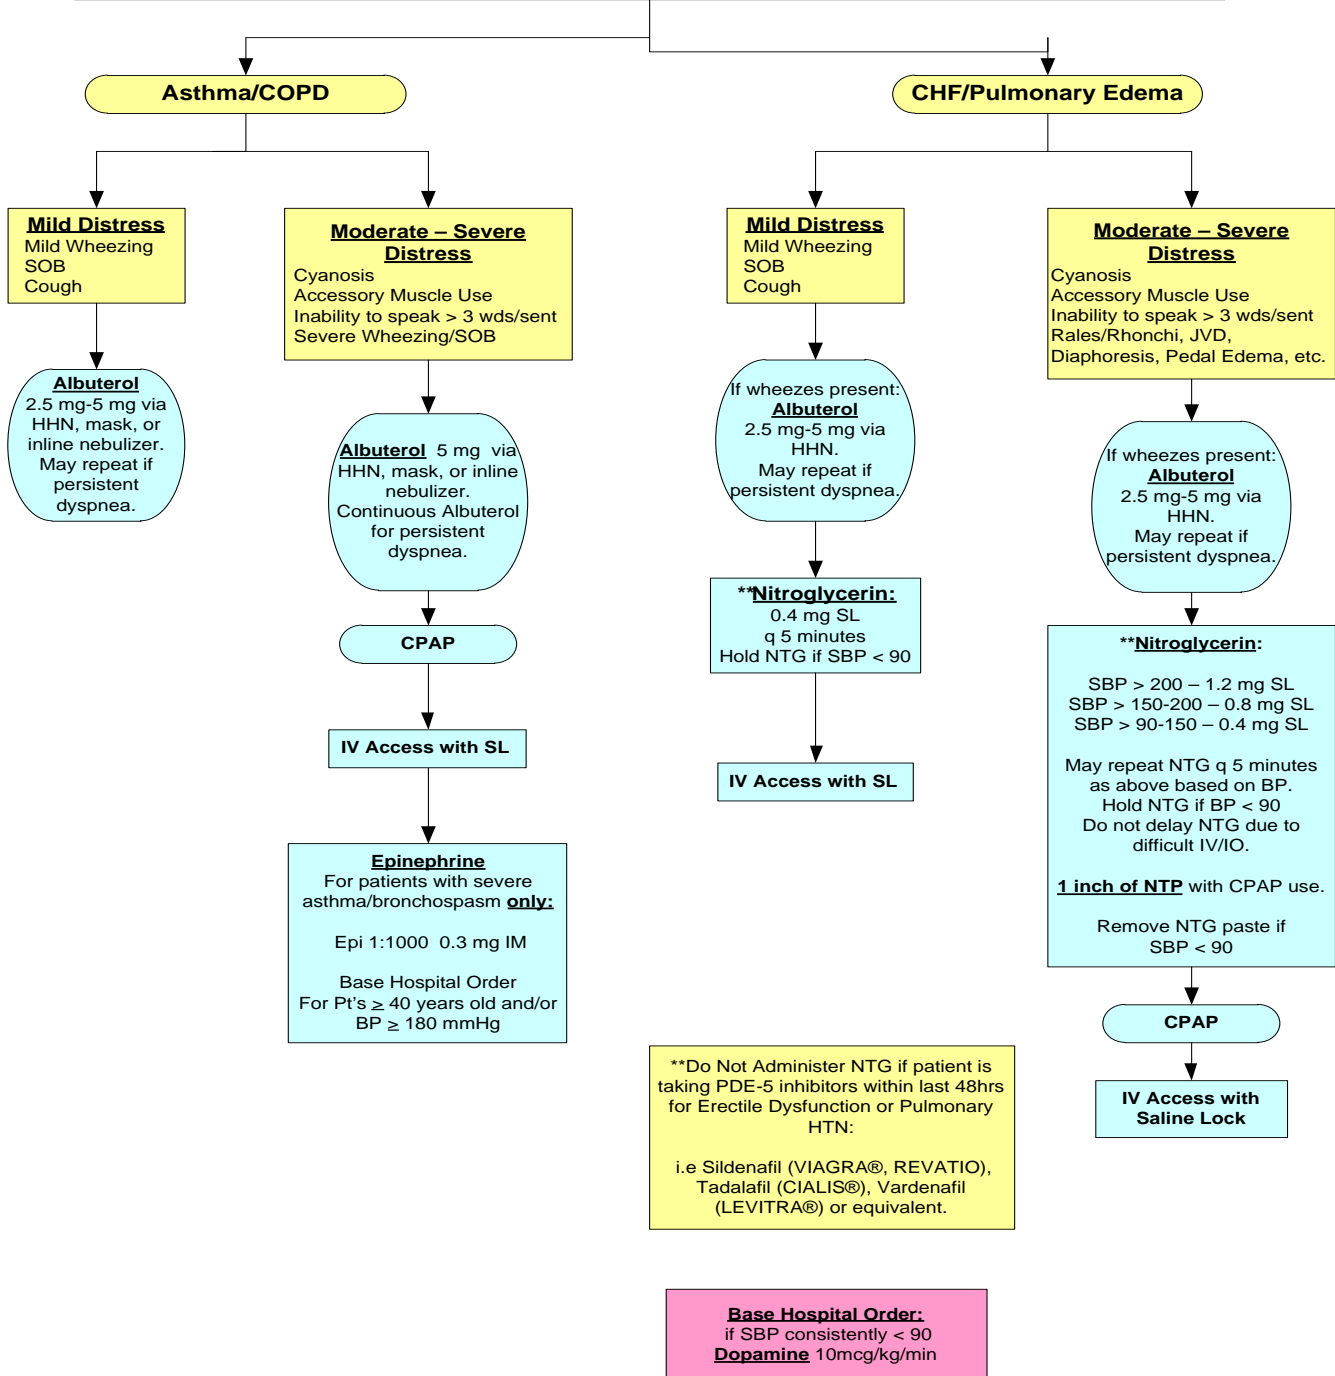 Asthma/COPD
CHF/Pulmonary Edema
Mild Distress
Mild Wheezing
SOB
Cough
Moderate – Severe
Distress
Cyanosis
Accessory Muscle Use
Inability to speak > 3 wds/sent
Severe Wheezing/SOB
Mild Distress
Mild Wheezing
SOB
Cough
Moderate – Severe
Distress
Cyanosis
Accessory Muscle Use
Inability to speak > 3 wds/sent
Rales/Rhonchi, JVD,
Diaphoresis, Pedal Edema, etc.
Albuterol
2.5 mg-5 mg via
HHN, mask, or
inline nebulizer.
May repeat if
persistent
dyspnea.
Albuterol 5 mg via
HHN, mask, or inline
nebulizer.
Continuous Albuterol
for persistent
dyspnea.
If wheezes present:
Albuterol
2.5 mg-5 mg via
HHN.
May repeat if
persistent dyspnea.
If wheezes present:
Albuterol
2.5 mg-5 mg via
HHN.
May repeat if
persistent dyspnea.
CPAP
IV Access with SL
Epinephrine
For patients with severe
asthma/bronchospasm only:
Epi 1:1000 0.3 mg IM
Base Hospital Order
For Pt's ≥ 40 years old and/or
BP ≥ 180 mmHg
**Nitroglycerin:
0.4 mg SL
q 5 minutes
Hold NTG if SBP < 90
IV Access with SL
**Nitroglycerin:
SBP > 200 – 1.2 mg SL
SBP > 150-200 – 0.8 mg SL
SBP > 90-150 – 0.4 mg SL
May repeat NTG q 5 minutes
as above based on BP.
Hold NTG if BP < 90
Do not delay NTG due to
difficult IV/IO.
1 inch of NTP with CPAP use.
Remove NTG paste if
SBP < 90
CPAP
IV Access with
Saline Lock
**Do Not Administer NTG if patient is
taking PDE-5 inhibitors within last 48hrs
for Erectile Dysfunction or Pulmonary
HTN:
i.e Sildenafil (VIAGRA®, REVATIO),
Tadalafil (CIALIS®), Vardenafil
(LEVITRA®) or equivalent.
Base Hospital Order:
if SBP consistently < 90
Dopamine 10mcg/kg/min